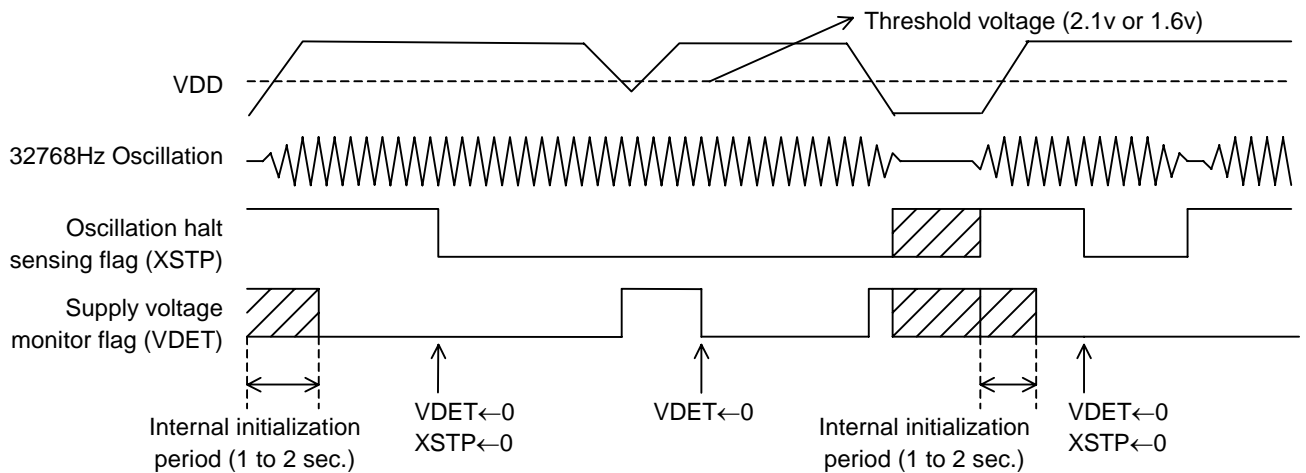 Threshold voltage (2.1v or 1.6v)
VDD
32768Hz Oscillation
Oscillation halt
sensing flag (XSTP)
Supply voltage
monitor flag (VDET)
Internal initialization
period (1 to 2 sec.)
VDET←0
XSTP←0
VDET←0
Internal initialization
period (1 to 2 sec.)
VDET←0
XSTP←0